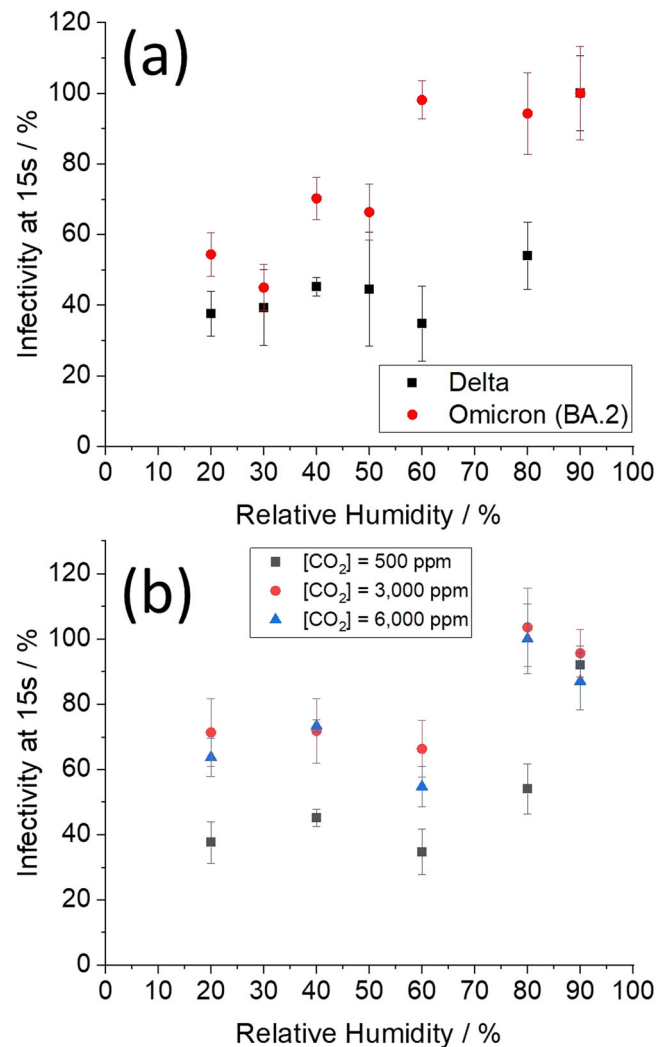 (a)
120
100
80
60
40
20
0
Infectivity at 15s / %
Delta
Omicron (BA.2)
0 10 20 30 40 50 60 70 80 90 100
Relative Humidity / %
(b)
[CO₂] = 500 ppm
[CO₂] = 3,000 ppm
[CO₂] = 6,000 ppm
120
100
80
60
40
20
0
Infectivity at 15s / %
0 10 20 30 40 50 60 70 80 90 100
Relative Humidity / %